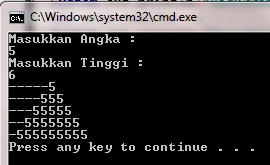 C:\Windows\system32\cmd.exe
Masukkan Angka :
5
Masukkan Tinggi :
6
-----5
----555
---55555
--5555555
-555555555
Press any key to continue . . .